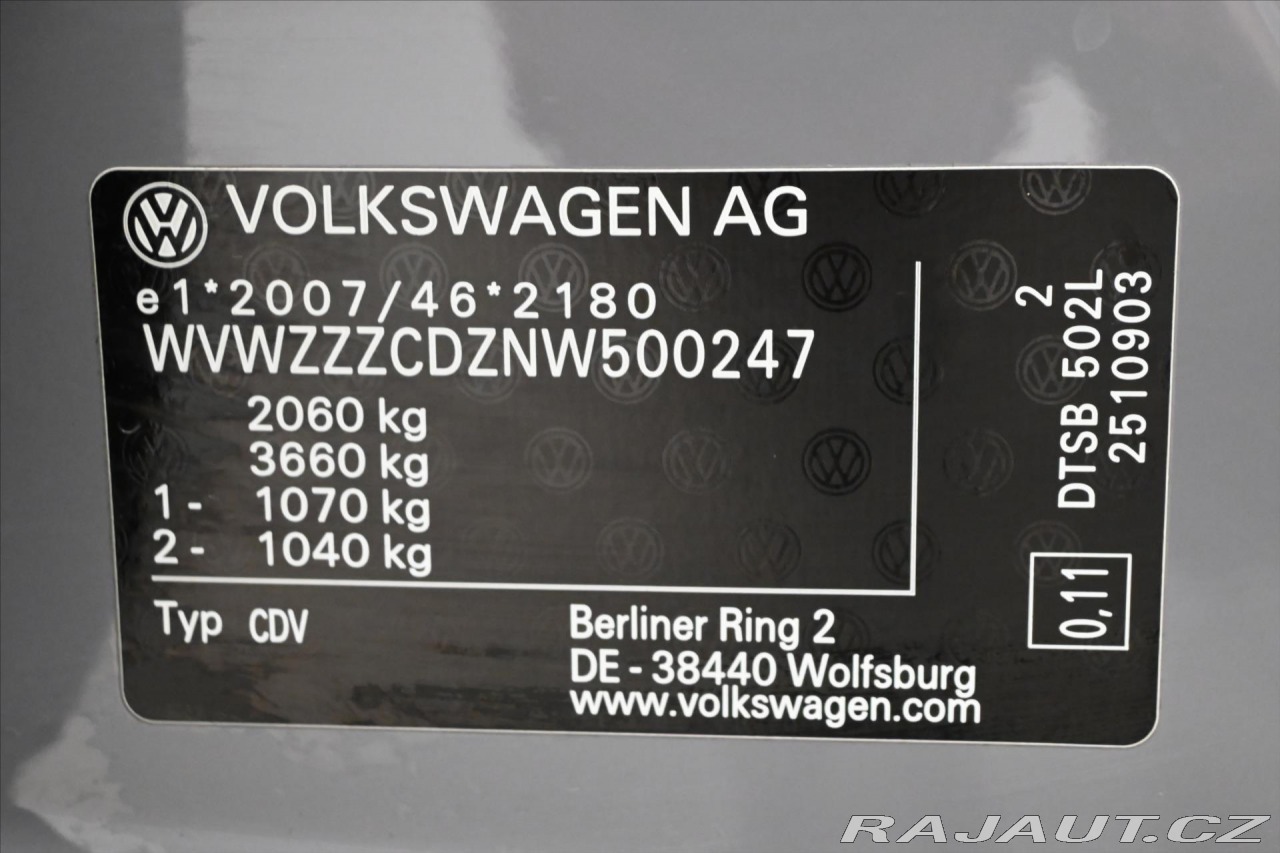 VOLKSWAGEN AG
e1*2007/46*2180
WVWZZZCDZNW500247
2060 kg
3660 kg
1 - 1070 kg
2 - 1040 kg
Typ CDV
Berliner Ring 2
DE - 38440 Wolfsburg
www.volkswagen.com
2
DTSB 502L
2510903
0,11
RAJAUT.CZ